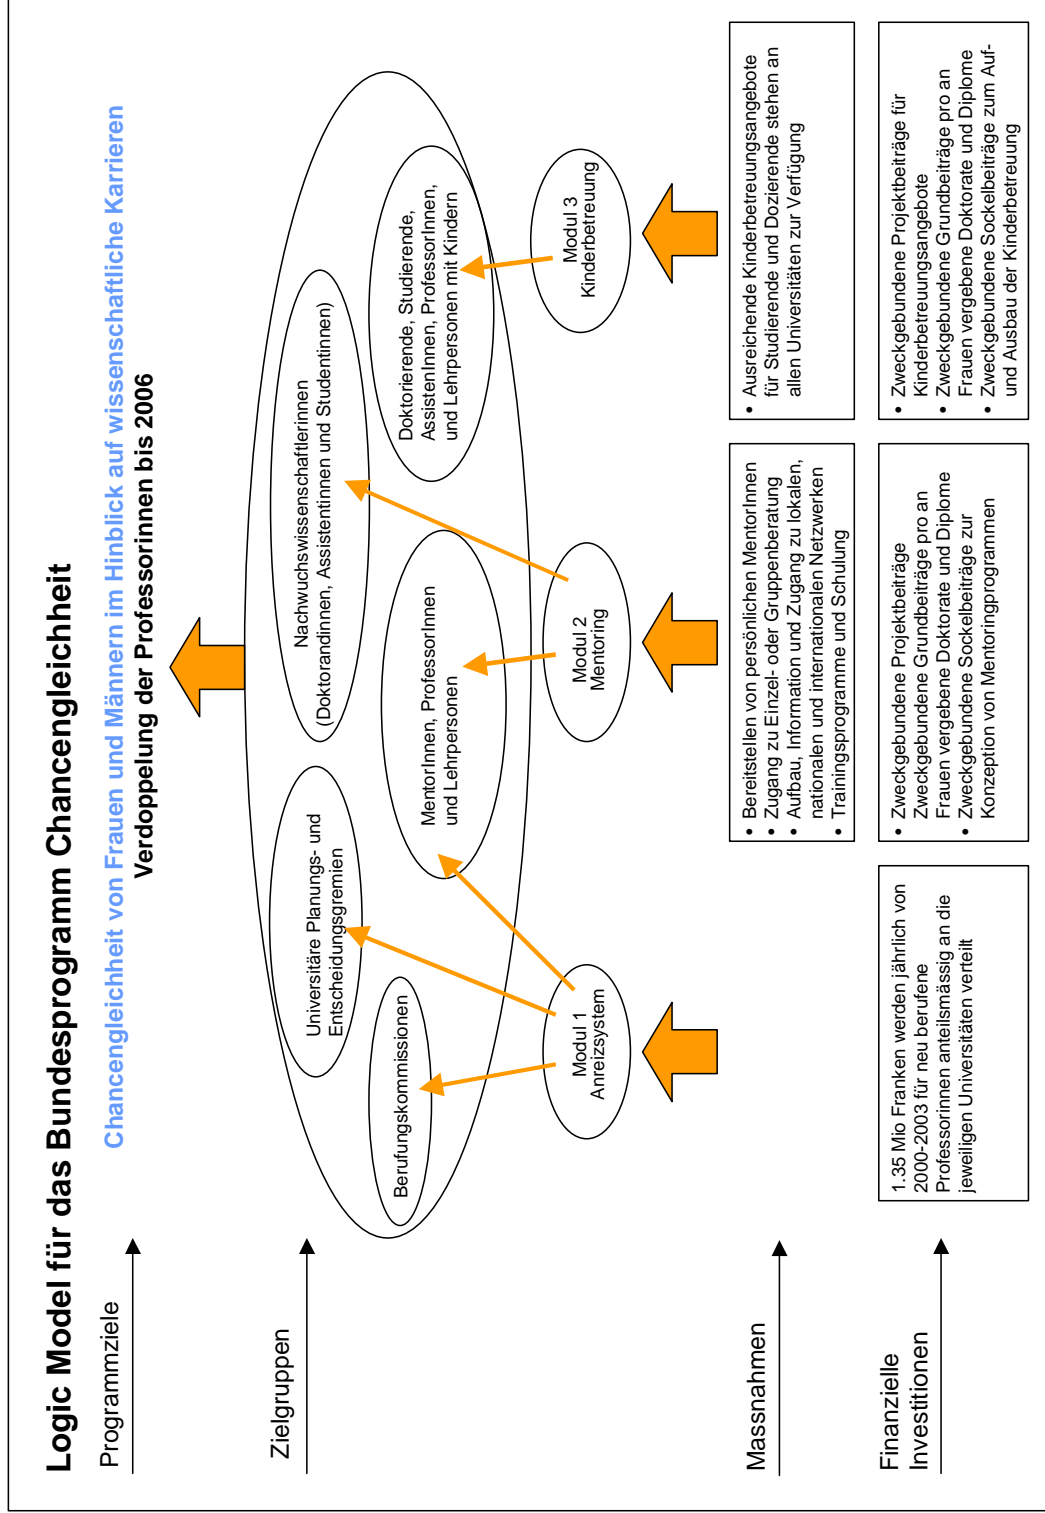 Logic Model für das Bundesprogramm Chancengleichheit
Programmziele
Chancengleichheit von Frauen und Männern im Hinblick auf wissenschaftliche Karrieren
Verdoppelung der Professorinnen bis 2006
Zielgruppen
Berufungskommissionen
Universitäre Planungs- und
Entscheidungsgremien
MentorInnen, ProfessorInnen
und Lehrpersonen
Nachwuchswissenschaftlerinnen
(Doktorandinnen, Assistentinnen und Studentinnen)
Doktorierende, Studierende,
AssistenInnen, ProfessorInnen,
und Lehrpersonen mit Kindern
Modul 1
Anreizsystem
Modul 2
Mentoring
Modul 3
Kinderbetreuung
Massnahmen
• Bereitstellen von persönlichen MentorInnen
• Zugang zu Einzel- oder Gruppenberatung
• Aufbau, Information und Zugang zu lokalen,
nationalen und internationalen Netzwerken
• Trainingsprogramme und Schulung
• Ausreichende Kinderbetreuungsangebote
für Studierende und Dozierende stehen an
allen Universitäten zur Verfügung
Finanzielle
Investitionen
1.35 Mio Franken werden jährlich von
2000-2003 für neu berufene
Professorinnen anteilsmässig an die
jeweiligen Universitäten verteilt
• Zweckgebundene Projektbeiträge
Zweckgebundene Grundbeiträge pro an
Frauen vergebene Doktorate und Diplome
• Zweckgebundene Sockelbeiträge zur
Konzeption von Mentoringprogrammen
• Zweckgebundene Projektbeiträge für
Kinderbetreuungsangebote
• Zweckgebundene Grundbeiträge pro an
Frauen vergebene Doktorate und Diplome
• Zweckgebundene Sockelbeiträge zum Auf-
und Ausbau der Kinderbetreuung